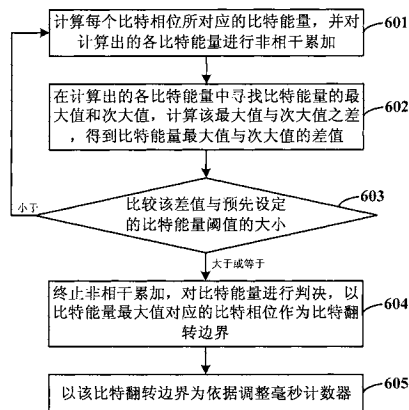 计算每个比特相位所对应的比特能量，并对
计算出的各比特能量进行非相干累加
601
在计算出的各比特能量中寻找比特能量的最
大值和次大值，计算该最大值与次大值之差
，得到比特能量最大值与次大值的差值
602
比较该差值与预先设定
的比特能量阈值的大小
603
小于
大于或等于
终止非相干累加，对比特能量进行判决，以
比特能量最大值对应的比特相位作为比特翻
转边界
604
以该比特翻转边界为依据调整毫秒计数器
605